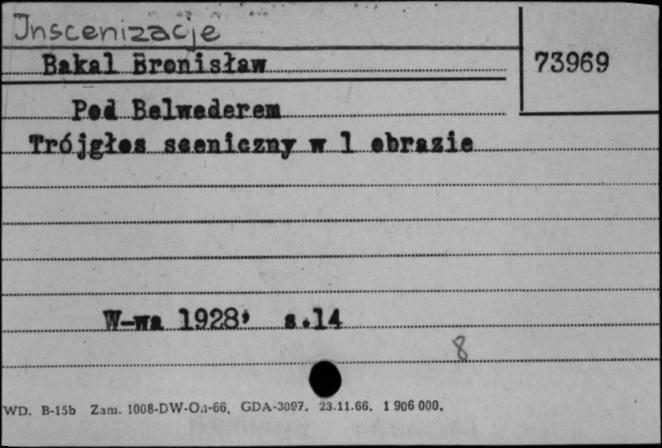 Inscenizacje
Bakal Bronisław
73969
Pod Belwederem
Trójgłos sceniczny w 1 obrazie
W-wa 1928, s.14
8
WD. B-15b Zam. 1008-DW-On-66. GDA-3097. 23.11.66. 1 906 000.